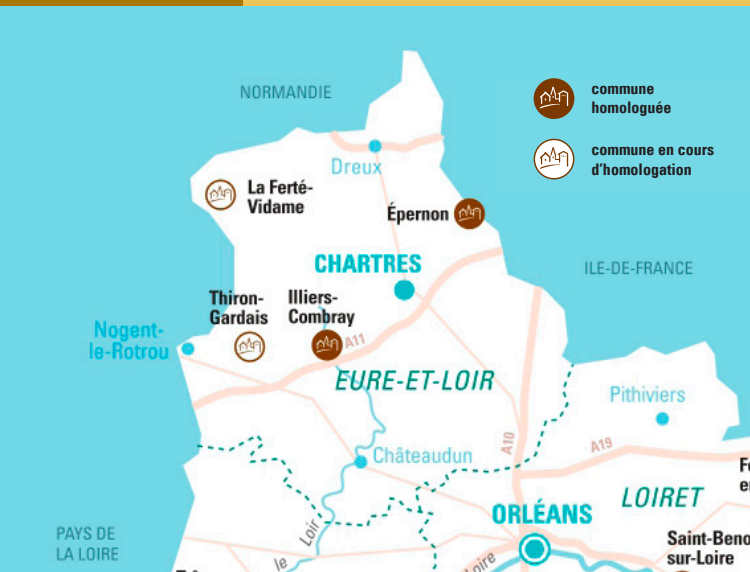 NORMANDIE
commune
homologuée
commune en cours
d'homologation
Dreux
La Ferté-
Vidame
Épernon
CHARTRES
ILE-DE-FRANCE
Thiron-
Gardais
Illiers-
Combray
Nogent-
le-Rotrou
A11
EURE-ET-LOIR
Pithiviers
A10
A19
Châteaudun
LOIRET
ORLÉANS
PAYS DE
LA LOIRE
le
Loir
Loire
Saint-Beno
sur-Loire